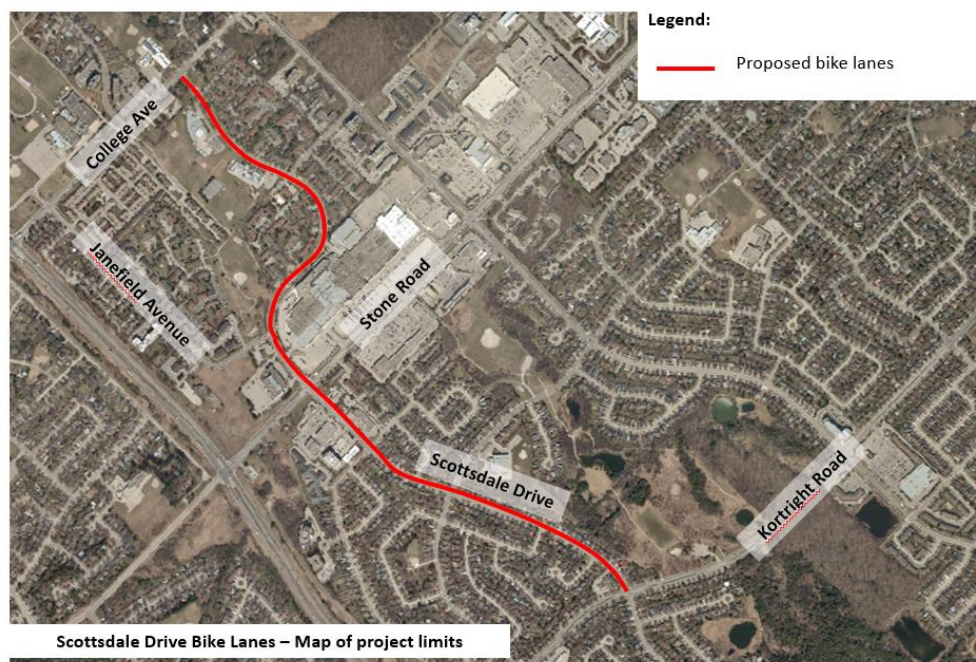 Legend:
Proposed bike lanes
College Ave
Janefield Avenue
Stone Road
Scottsdale Drive
Kortright Road
Scottsdale Drive Bike Lanes – Map of project limits